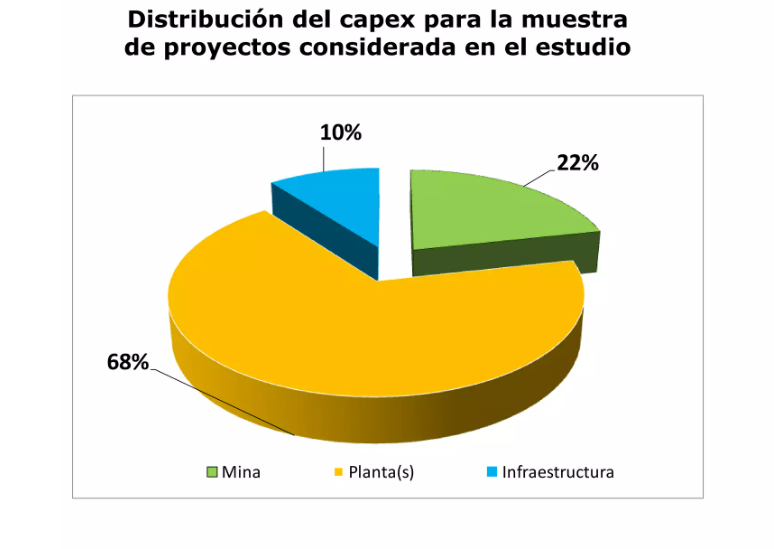 Distribución del capex para la muestra
de proyectos considerada en el estudio
10%
22%
68%
Mina
Planta(s)
Infraestructura